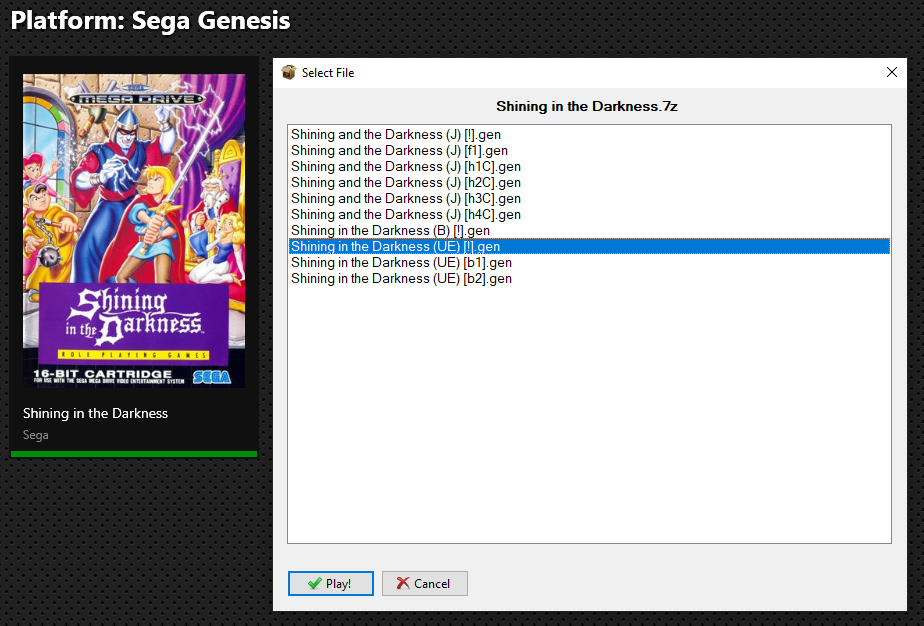 Platform: Sega Genesis
SEGA
MEGA DRIVE
Shining
in the
Darkness
ROLE PLAYING GAMES
16-BIT CARTRIDGE
FOR USE WITH THE SEGA MEGA DRIVE VIDEO ENTERTAINMENT SYSTEM
SEGA
Shining in the Darkness
Sega
Select File
Shining in the Darkness.7z
Shining and the Darkness (J) [!].gen
Shining and the Darkness (J) [f1].gen
Shining and the Darkness (J) [h1C].gen
Shining and the Darkness (J) [h2C].gen
Shining and the Darkness (J) [h3C].gen
Shining and the Darkness (J) [h4C].gen
Shining in the Darkness (B) [!].gen
Shining in the Darkness (UE) [!].gen
Shining in the Darkness (UE) [b1].gen
Shining in the Darkness (UE) [b2].gen
Play!
Cancel